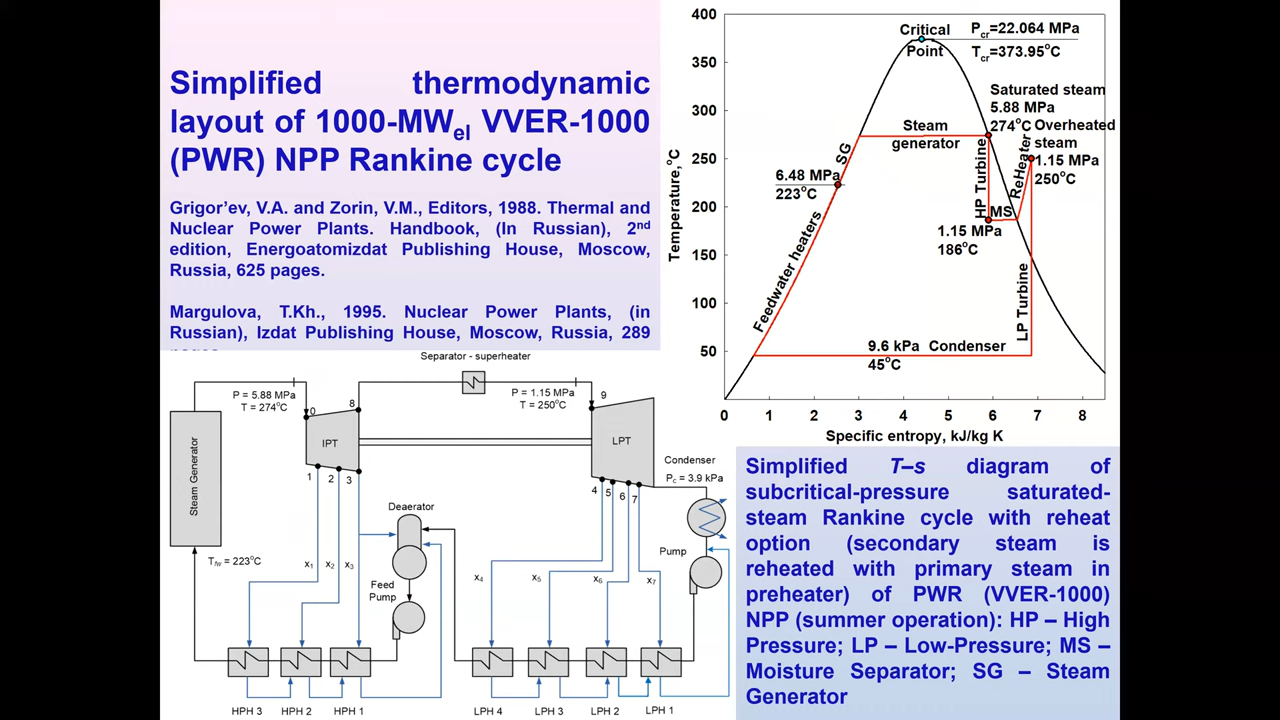 Simplified thermodynamic
layout of 1000-MWel VVER-1000
(PWR) NPP Rankine cycle
Grigor'ev, V.A. and Zorin, V.M., Editors, 1988. Thermal and
Nuclear Power Plants. Handbook, (In Russian), 2nd
edition, Energoatomizdat Publishing House, Moscow,
Russia, 625 pages.
Margulova, T.Kh., 1995. Nuclear Power Plants, (in
Russian), Izdat Publishing House, Moscow, Russia, 289
400
350
300
250
200
150
100
50
0
1
2
3
4
5
6
7
8
Temperature,°C
Specific entropy, kJ/kg K
Critical
Point
Pcr=22.064 MPa
Tcr=373.95°C
Saturated steam
5.88 MPa
274°C
Overheated
steam
1.15 MPa
250°C
Steam
generator
SG
6.48 MPa
223°C
HP Turbine
ReHeater
MS
1.15 MPa
186°C
Feedwater heaters
LP Turbine
9.6 kPa Condenser
45°C
Separator - superheater
P = 5.88 MPa
T = 274°C
P = 1.15 MPa
T = 250°C
0
8
9
IPT
LPT
Steam Generator
1
2
3
4
5
6
7
Condenser
Pc = 3.9 kPa
Deaerator
Pump
Tfw = 223°C
x1
x2
x3
Feed
Pump
x4
x5
x6
x7
HPH 3
HPH 2
HPH 1
LPH 4
LPH 3
LPH 2
LPH 1
Simplified T–s diagram of
subcritical-pressure saturated-
steam Rankine cycle with reheat
option (secondary steam is
reheated with primary steam in
preheater) of PWR (VVER-1000)
NPP (summer operation): HP – High
Pressure; LP – Low-Pressure; MS –
Moisture Separator; SG – Steam
Generator